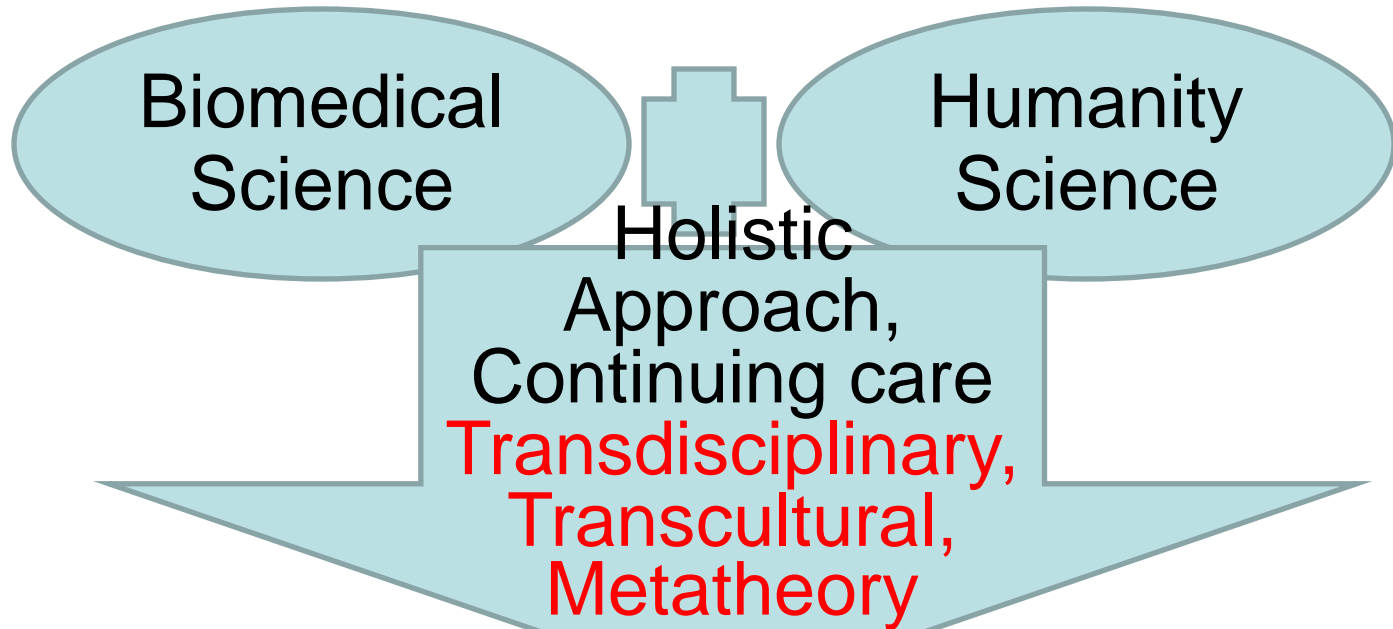 Biomedical
Science
Humanity
Science
Holistic
Approach,
Continuing care
Transdisciplinary,
Transcultural,
Metatheory